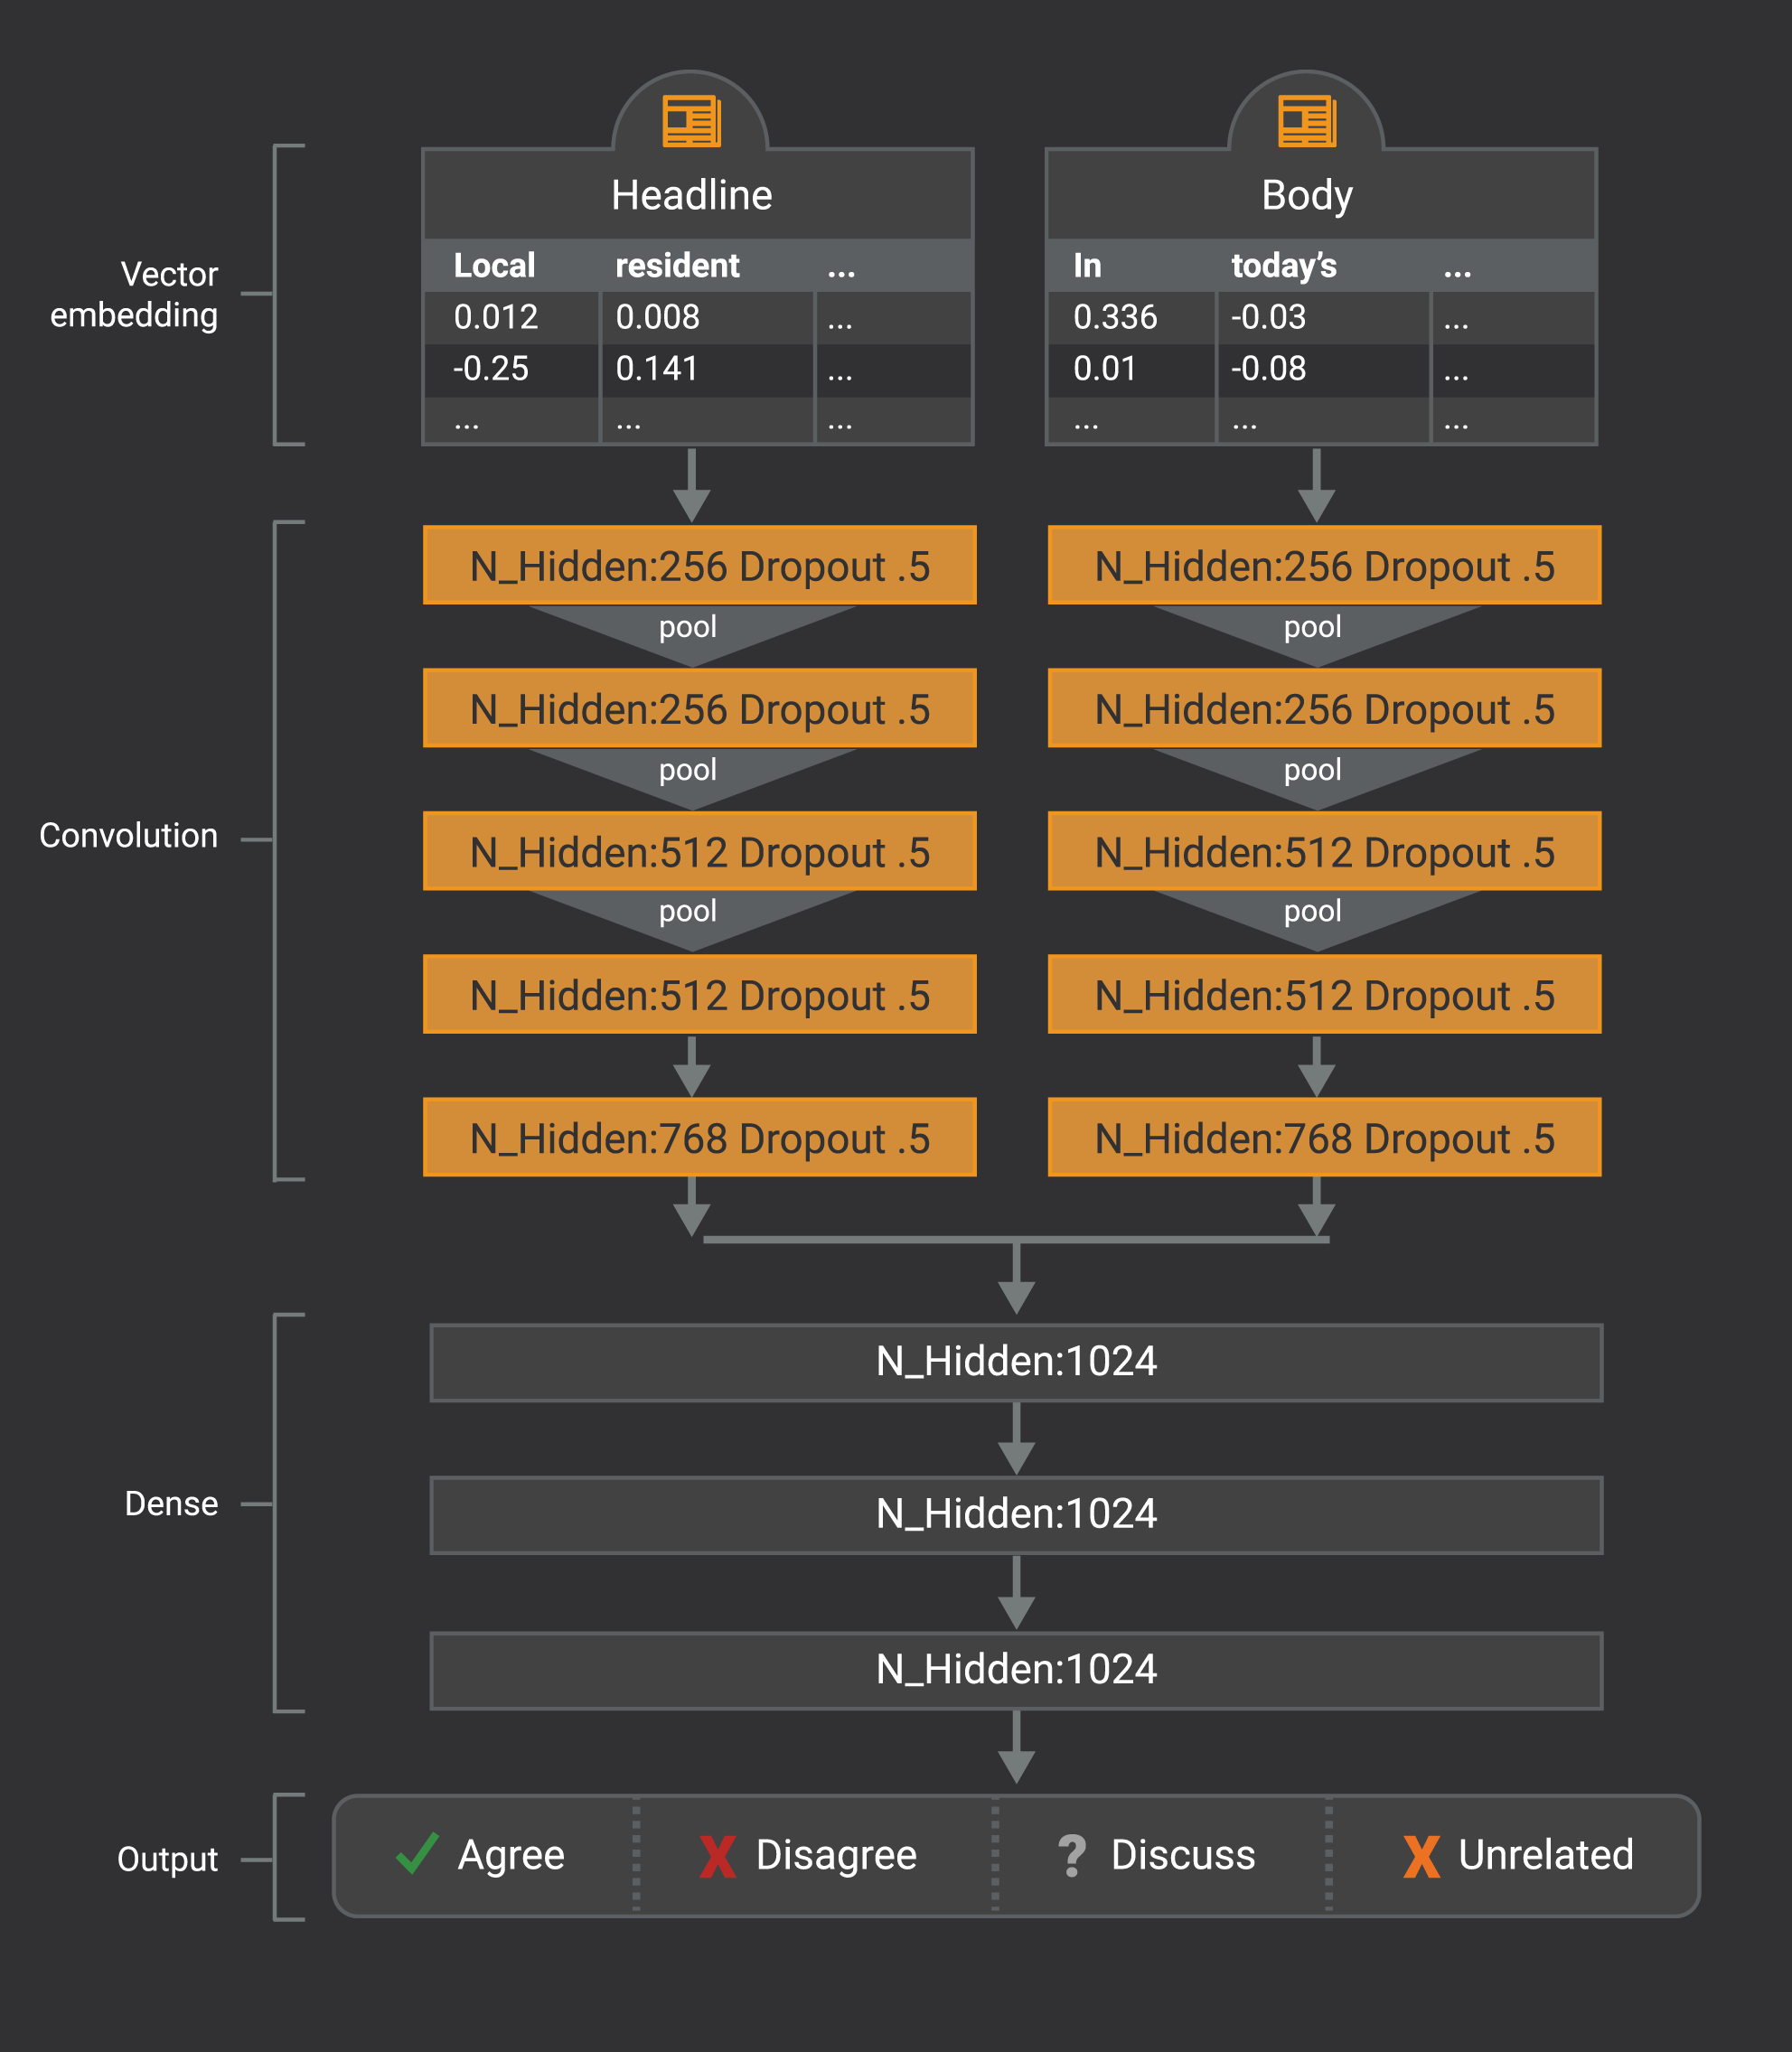 Headline
Body
Vector
embedding
Local resident ...
0.012 0.008 ...
-0.25 0.141 ...
... ... ...
In today’s ...
0.336 -0.03 ...
0.01 -0.08 ...
... ... ...
Convolution
N_Hidden:256 Dropout .5
pool
N_Hidden:256 Dropout .5
pool
N_Hidden:512 Dropout .5
pool
N_Hidden:512 Dropout .5
N_Hidden:768 Dropout .5
N_Hidden:256 Dropout .5
pool
N_Hidden:256 Dropout .5
pool
N_Hidden:512 Dropout .5
pool
N_Hidden:512 Dropout .5
N_Hidden:768 Dropout .5
Dense
N_Hidden:1024
N_Hidden:1024
N_Hidden:1024
Output
Agree
Disagree
? Discuss
Unrelated